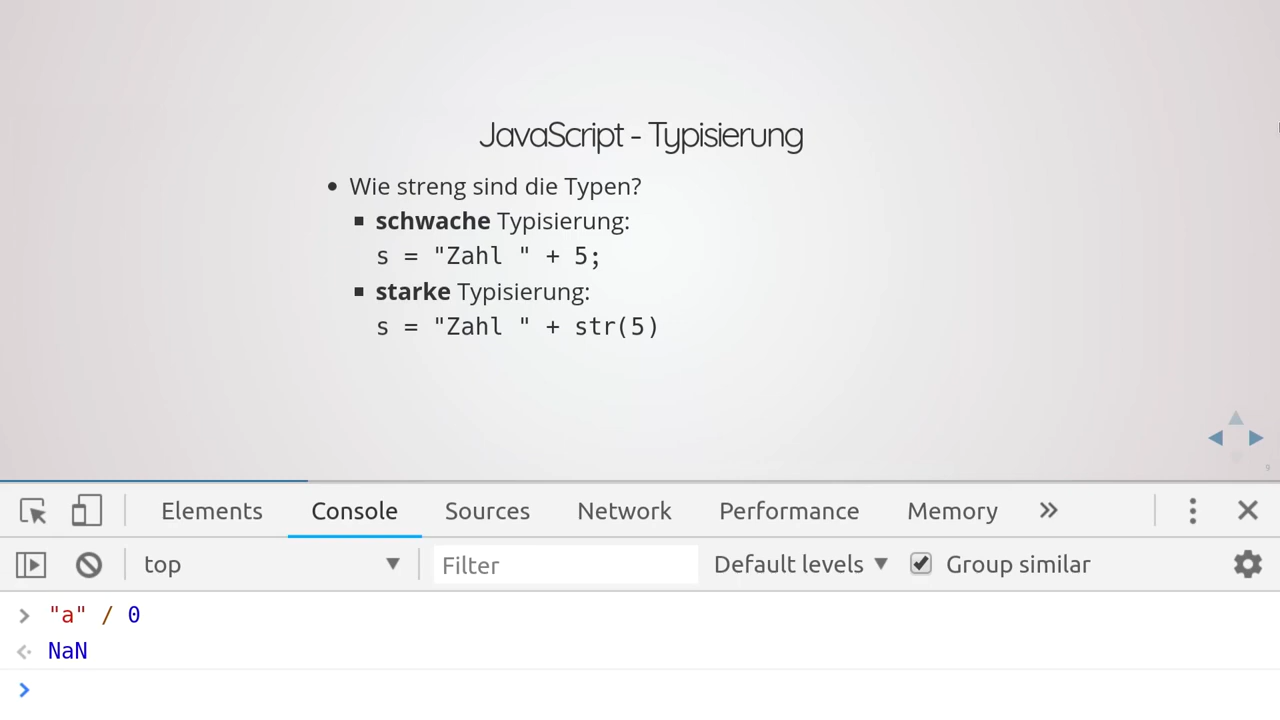 JavaScript - Typisierung
Wie streng sind die Typen?
schwache Typisierung:
s = "Zahl " + 5;
starke Typisierung:
s = "Zahl " + str(5)
9
Elements Console Sources Network Performance Memory »
top Filter Default levels Group similar
> "a" / 0
NaN
>